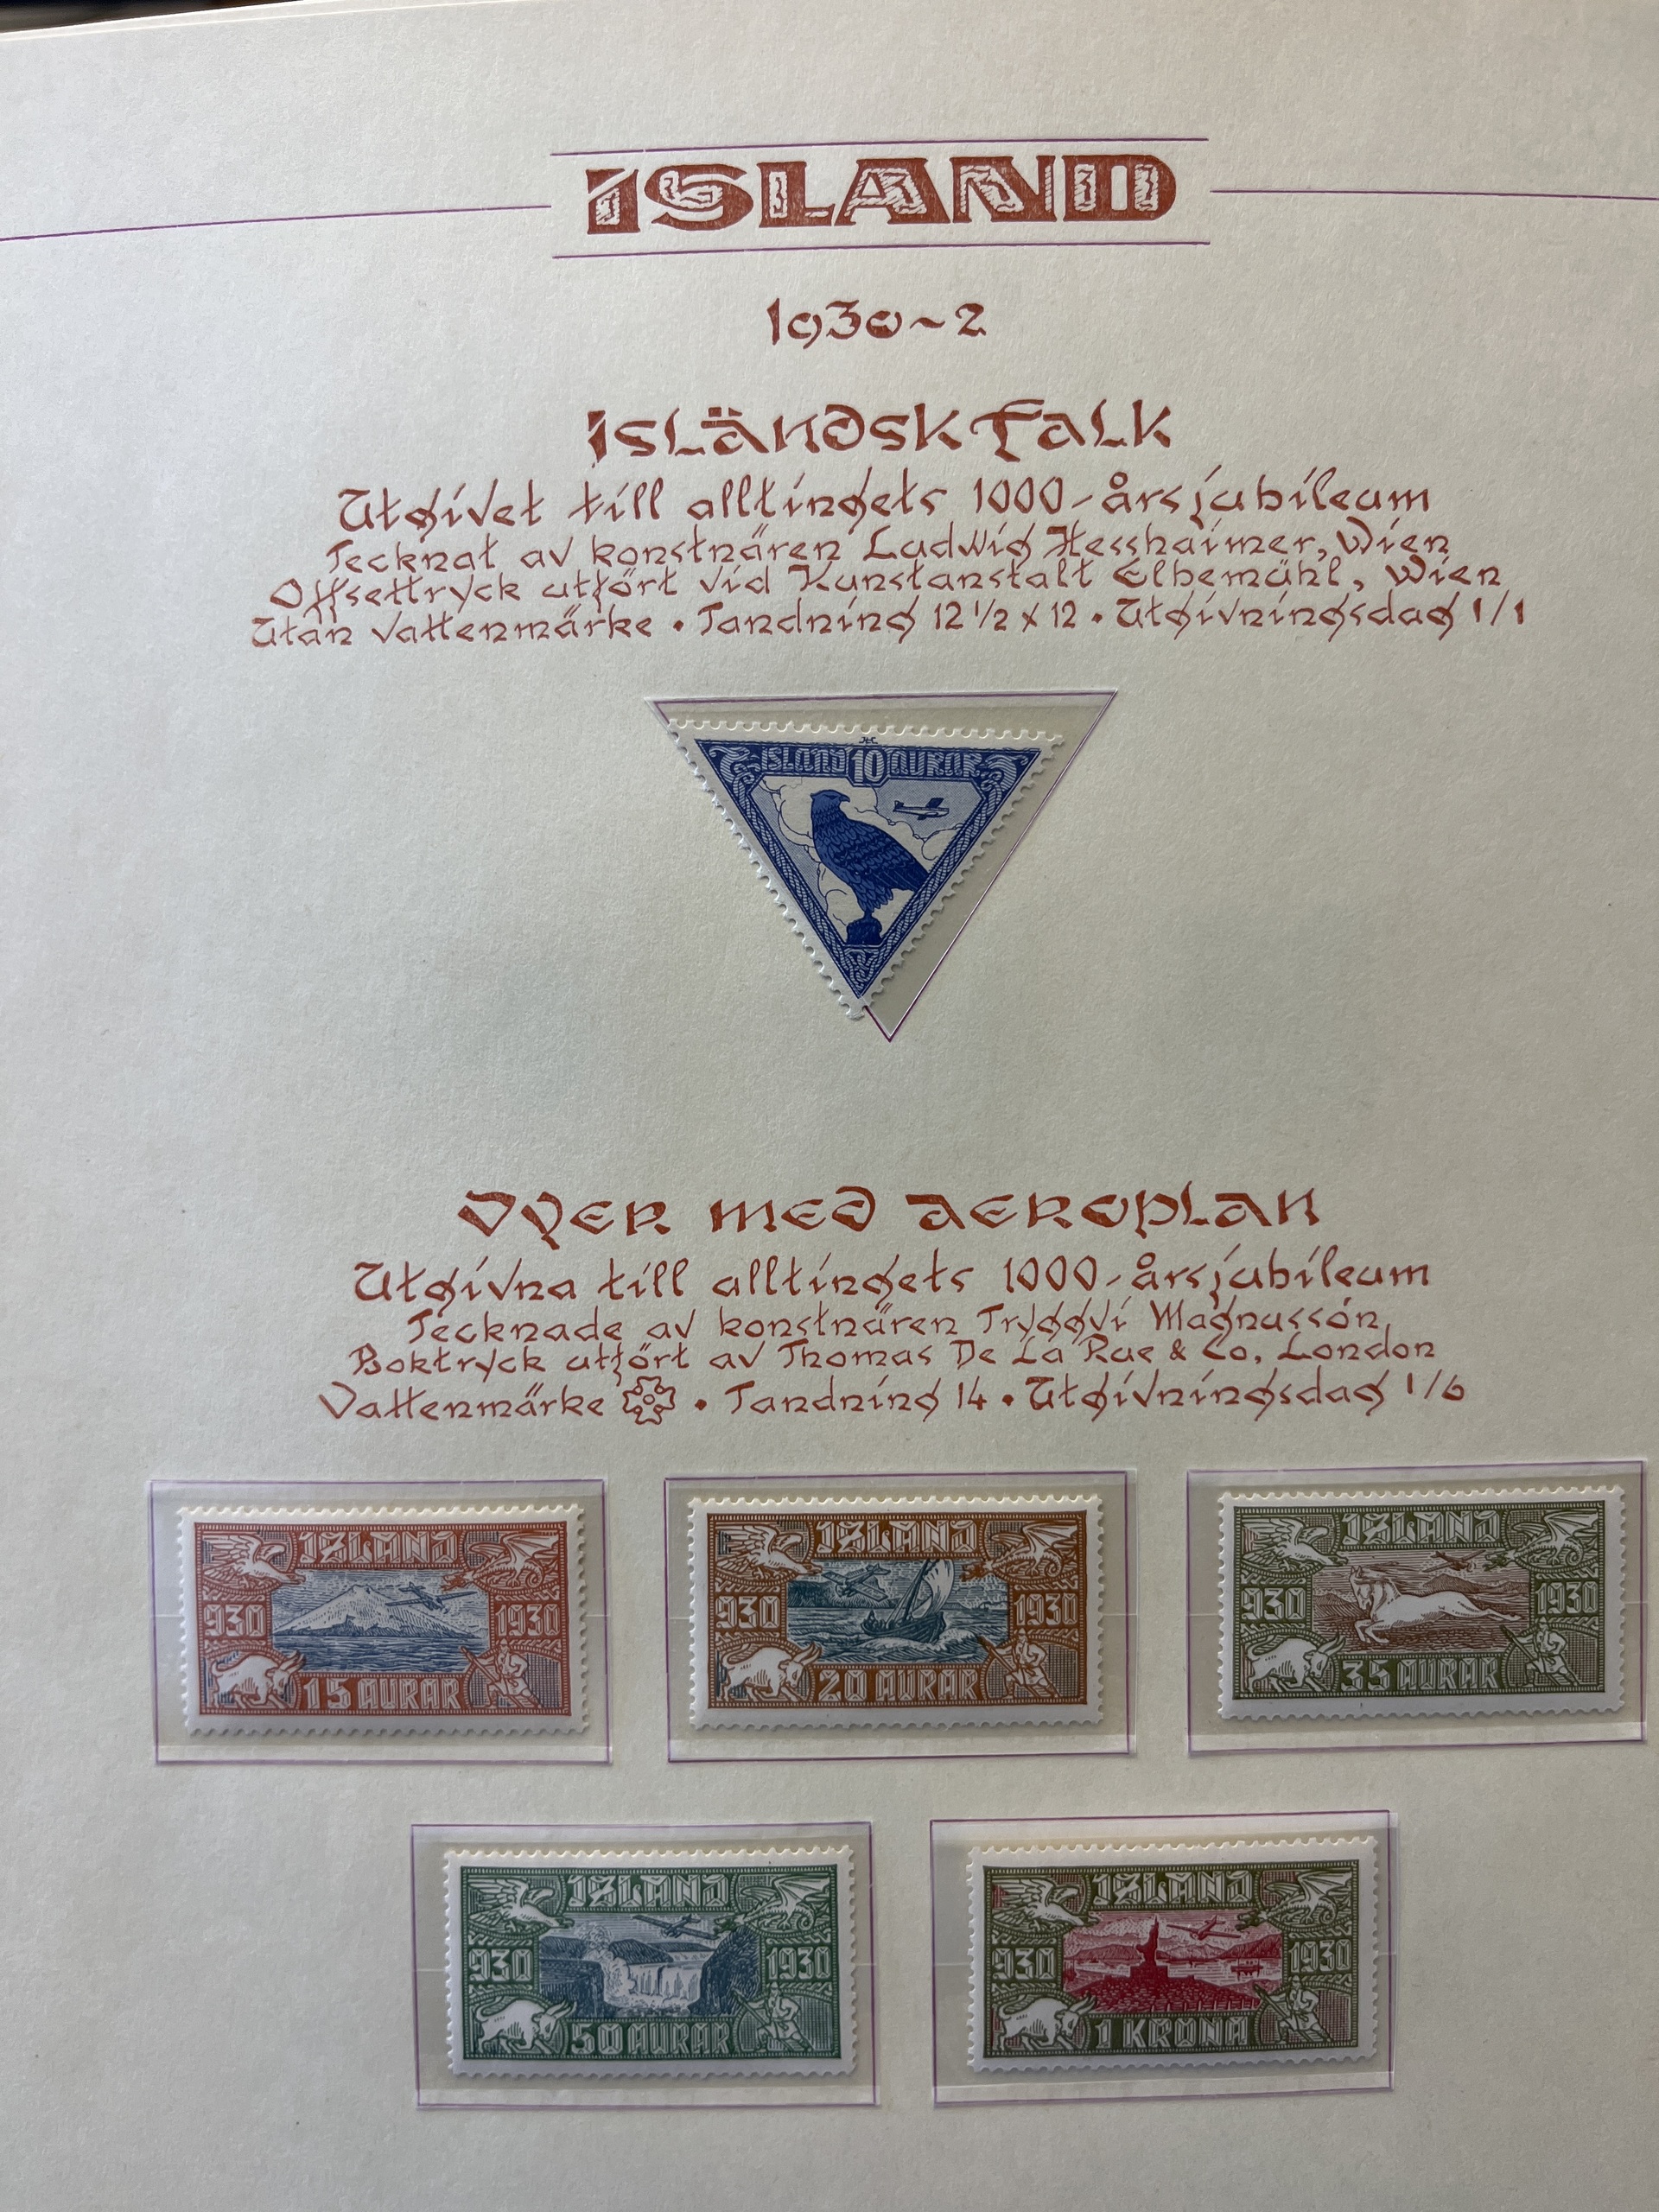 ISLAND
1930~2
isländsk falk
Utgivet till alltingets 1000-årsjubileum
Tecknat av konstnären Ludwig Hesshaimer, Wien
Offsettryck utfört vid Kunstanstalt Elbemühl, Wien
Utan vattenmärke • Tandning 12 1/2 x 12 • Utgivningsdag 1/1
ISLAND 10 AURAR
Vyer med aeroplan
Utgivna till alltingets 1000-årsjubileum
Tecknade av konstnären Tryggvi Magnussón,
Boktryck utfört av Thomas De La Rue & Co, London
Vattenmärke • Tandning 14 • Utgivningsdag 1/6
ISLAND
930 1930
15 AURAR
ISLAND
930 1930
20 AURAR
ISLAND
930 1930
35 AURAR
ISLAND
930 1930
50 AURAR
ISLAND
930 1930
1 KRÓNA